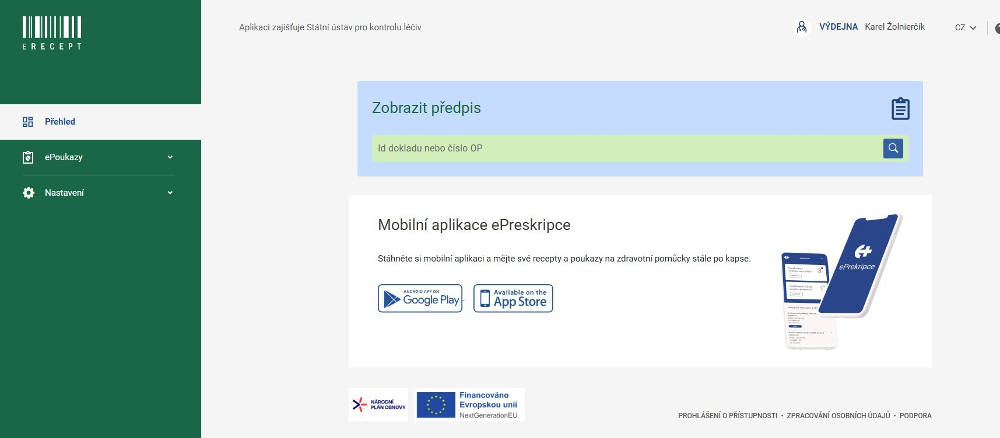 ERECEPT
Aplikaci zajišťuje Státní ústav pro kontrolu léčiv
VÝDEJNA Karel Žolnierčík
CZ
Přehled
ePoukazy
Nastavení
Zobrazit předpis
Id dokladu nebo číslo OP
Mobilní aplikace ePreskripce
Stáhněte si mobilní aplikaci a mějte své recepty a poukazy na zdravotní pomůcky stále po kapse.
ANDROID APP ON
Google Play
Available on the
App Store
ePrekripce
NÁRODNÍ
PLÁN OBNOVY
Financováno
Evropskou unií
NextGenerationEU
PROHLÁŠENÍ O PŘÍSTUPNOSTI • ZPRACOVÁNÍ OSOBNÍCH ÚDAJŮ • PODPORA